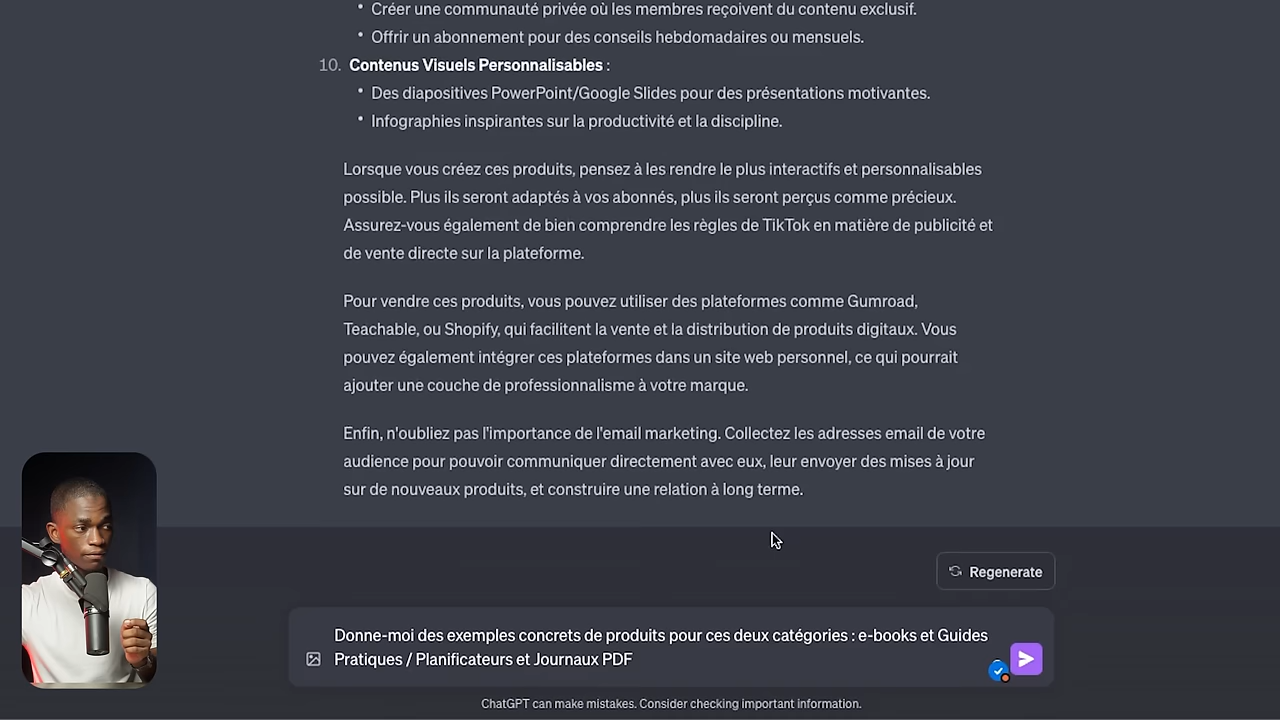 Créer une communauté privée où les membres reçoivent du contenu exclusif.
Offrir un abonnement pour des conseils hebdomadaires ou mensuels.
10. Contenus Visuels Personnalisables :
Des diapositives PowerPoint/Google Slides pour des présentations motivantes.
Infographies inspirantes sur la productivité et la discipline.
Lorsque vous créez ces produits, pensez à les rendre le plus interactifs et personnalisables
possible. Plus ils seront adaptés à vos abonnés, plus ils seront perçus comme précieux.
Assurez-vous également de bien comprendre les règles de TikTok en matière de publicité et
de vente directe sur la plateforme.
Pour vendre ces produits, vous pouvez utiliser des plateformes comme Gumroad,
Teachable, ou Shopify, qui facilitent la vente et la distribution de produits digitaux. Vous
pouvez également intégrer ces plateformes dans un site web personnel, ce qui pourrait
ajouter une couche de professionnalisme à votre marque.
Enfin, n'oubliez pas l'importance de l'email marketing. Collectez les adresses email de votre
audience pour pouvoir communiquer directement avec eux, leur envoyer des mises à jour
sur de nouveaux produits, et construire une relation à long terme.
Regenerate
Donne-moi des exemples concrets de produits pour ces deux catégories : e-books et Guides
Pratiques / Planificateurs et Journaux PDF
ChatGPT can make mistakes. Consider checking important information.